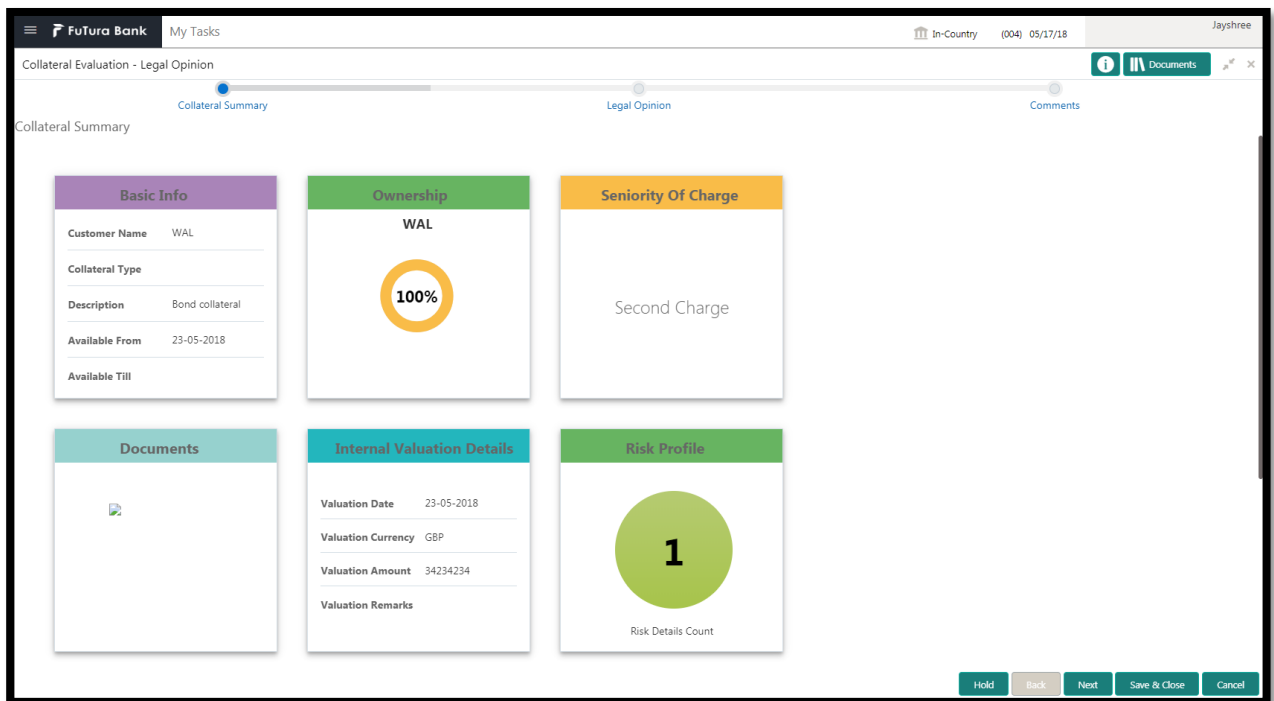 FuTura Bank
My Tasks
In-Country (004) 05/17/18
Jayshree
Collateral Evaluation - Legal Opinion
i
Documents
Collateral Summary
Legal Opinion
Comments
Collateral Summary
Basic Info
Customer Name WAL
Collateral Type
Description Bond collateral
Available From 23-05-2018
Available Till
Ownership
WAL
100%
Seniority Of Charge
Second Charge
Documents
Internal Valuation Details
Valuation Date 23-05-2018
Valuation Currency GBP
Valuation Amount 34234234
Valuation Remarks
Risk Profile
1
Risk Details Count
Hold
Back
Next
Save & Close
Cancel